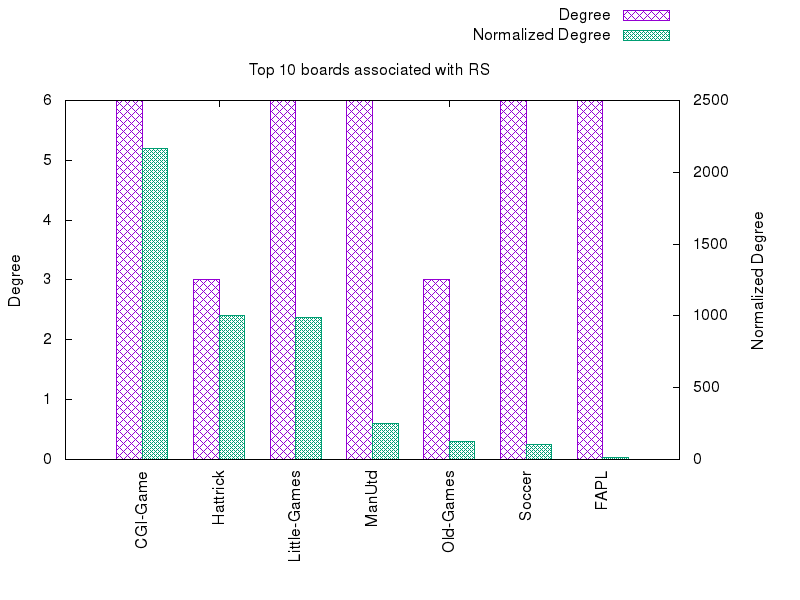 Degree
Normalized Degree
Top 10 boards associated with RS
6
5
4
3
2
1
0
2500
2000
1500
1000
500
0
Degree
Normalized Degree
CGI-Game
Hattrick
Little-Games
ManUtd
Old-Games
Soccer
FAPL